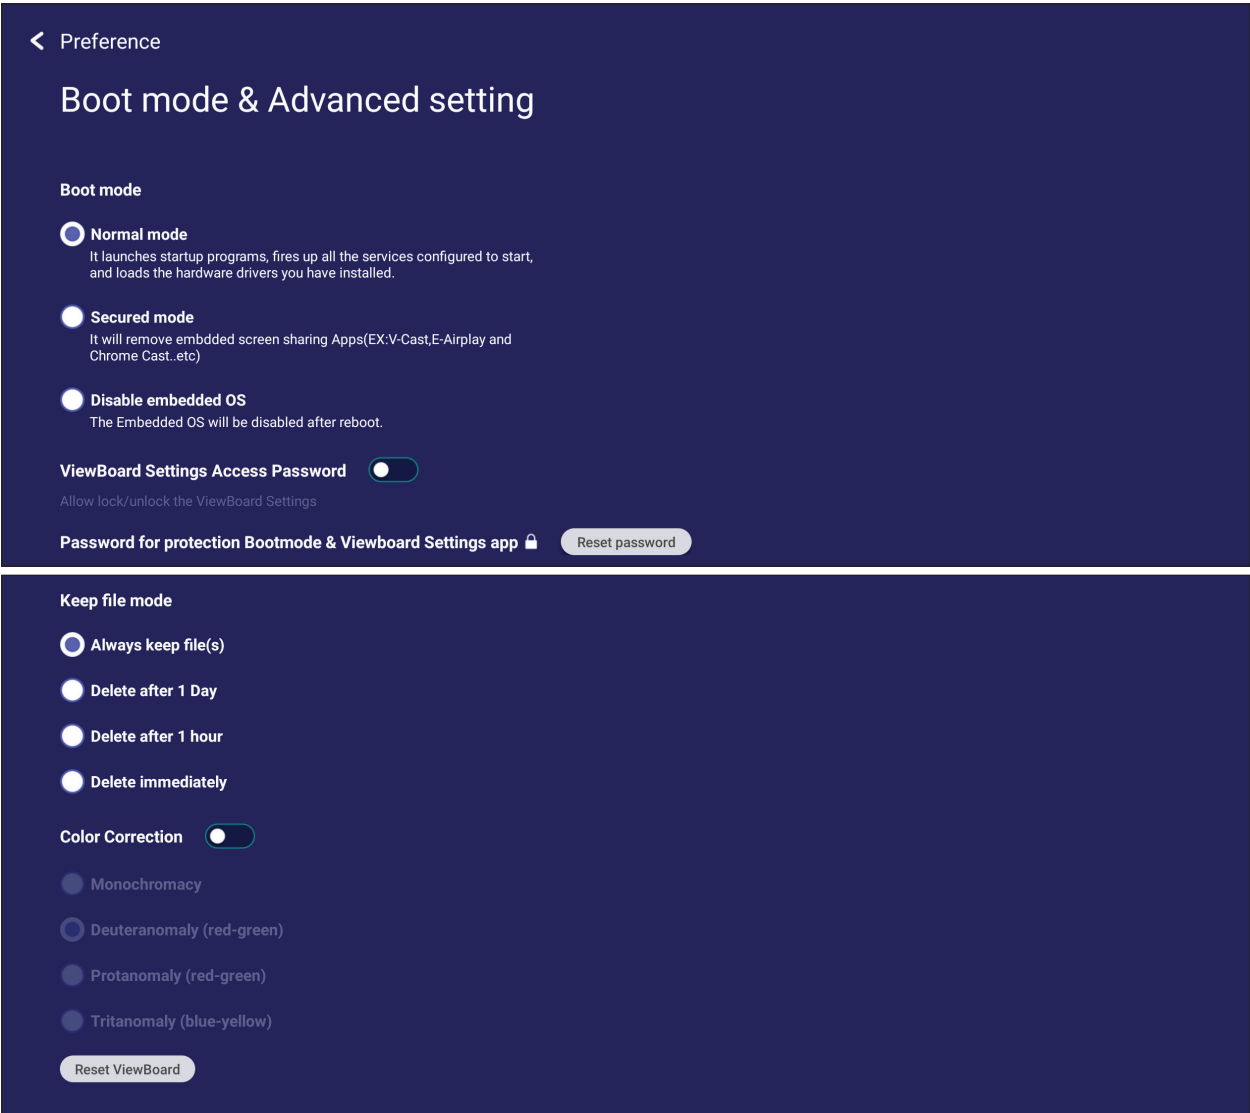 Preference
Boot mode & Advanced setting
Boot mode
Normal mode
It launches startup programs, fires up all the services configured to start,
and loads the hardware drivers you have installed.
Secured mode
It will remove embdded screen sharing Apps(EX:V-Cast,E-Airplay and
Chrome Cast..etc)
Disable embedded OS
The Embedded OS will be disabled after reboot.
ViewBoard Settings Access Password
Allow lock/unlock the ViewBoard Settings
Password for protection Bootmode & Viewboard Settings app Reset password
Keep file mode
Always keep file(s)
Delete after 1 Day
Delete after 1 hour
Delete immediately
Color Correction
Monochromacy
Deuteranomaly (red-green)
Protanomaly (red-green)
Tritanomaly (blue-yellow)
Reset ViewBoard